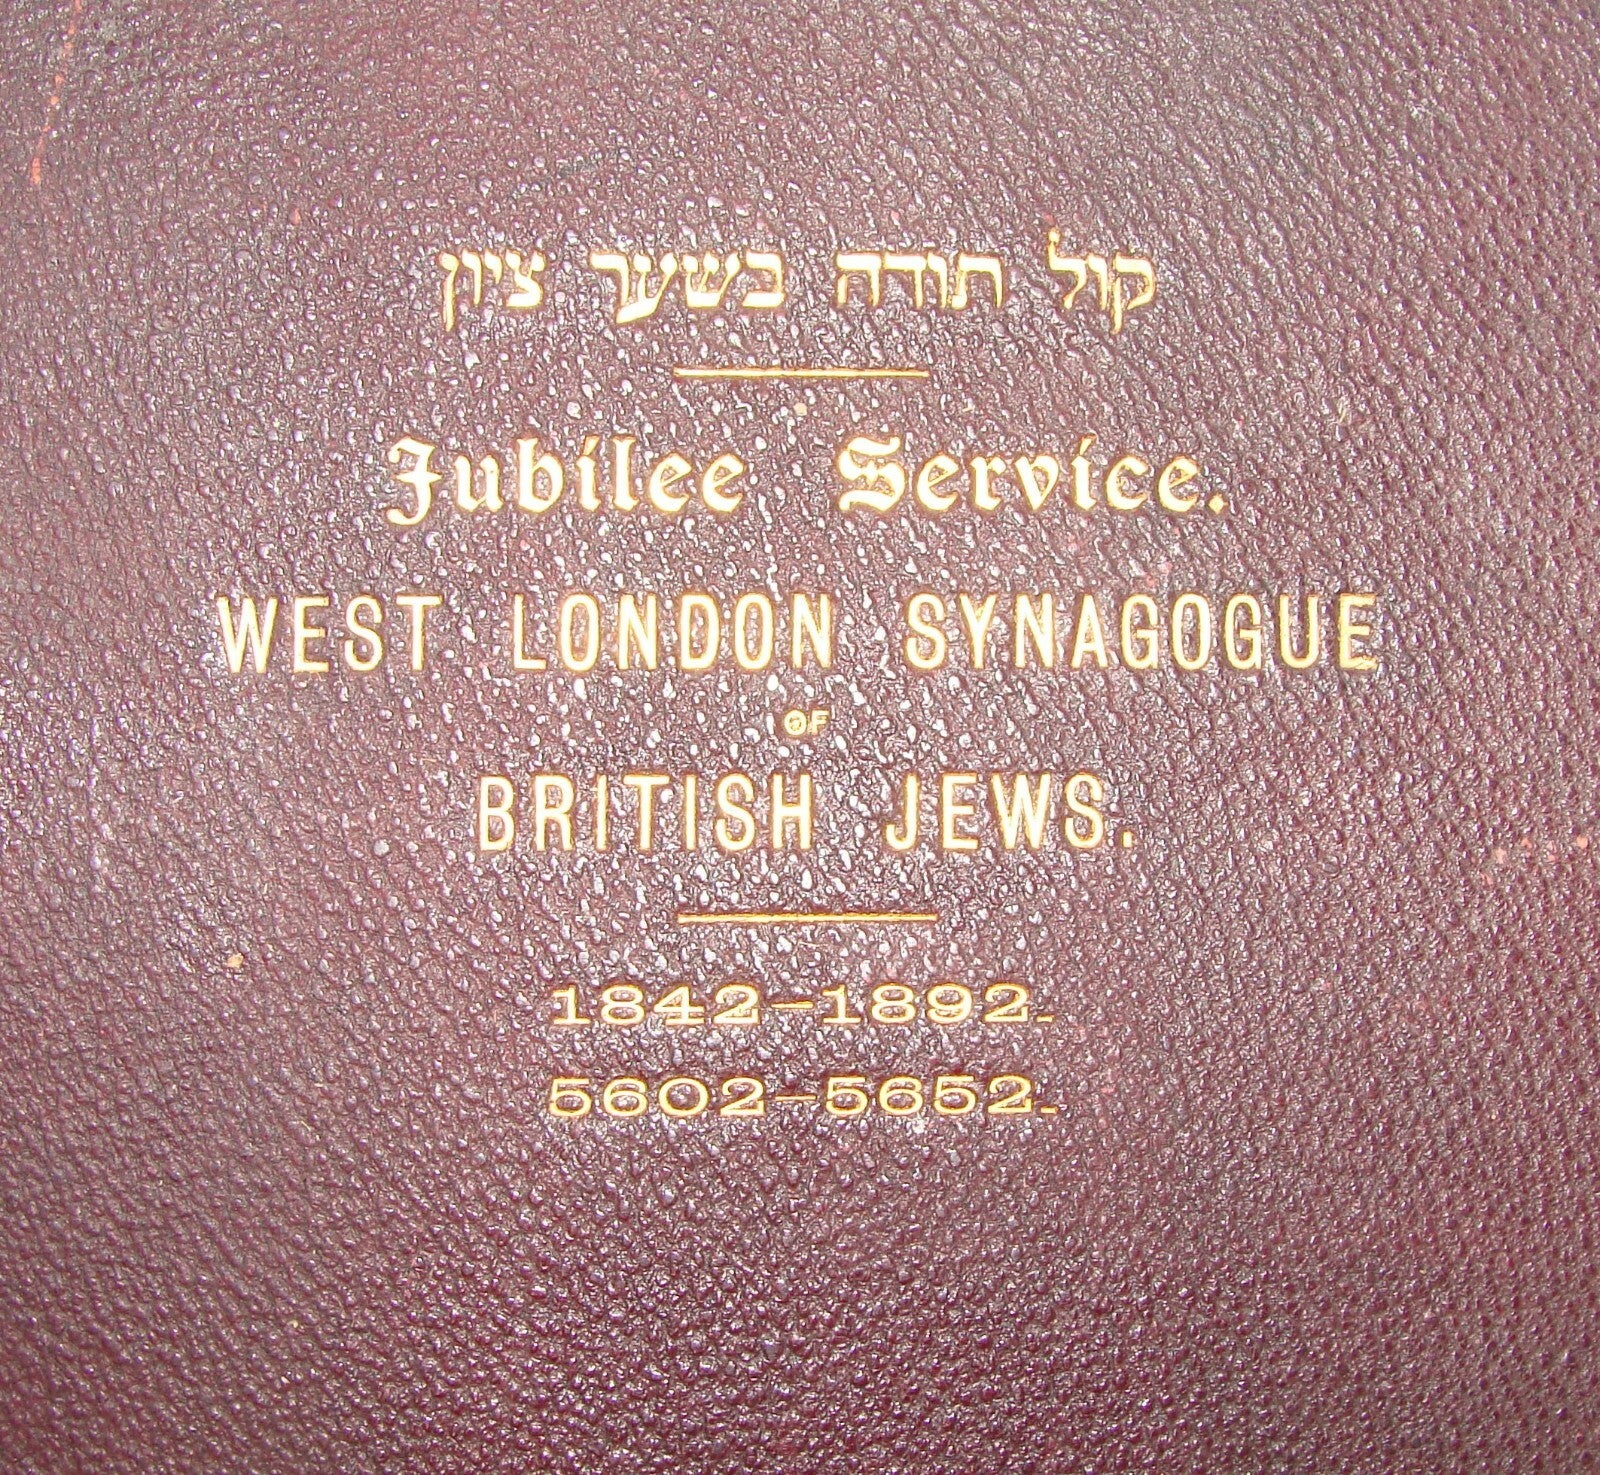 קול תודה בשער ציון
Jubilee Service.
WEST LONDON SYNAGOGUE
OF
BRITISH JEWS.
1842–1892.
5602–5652.